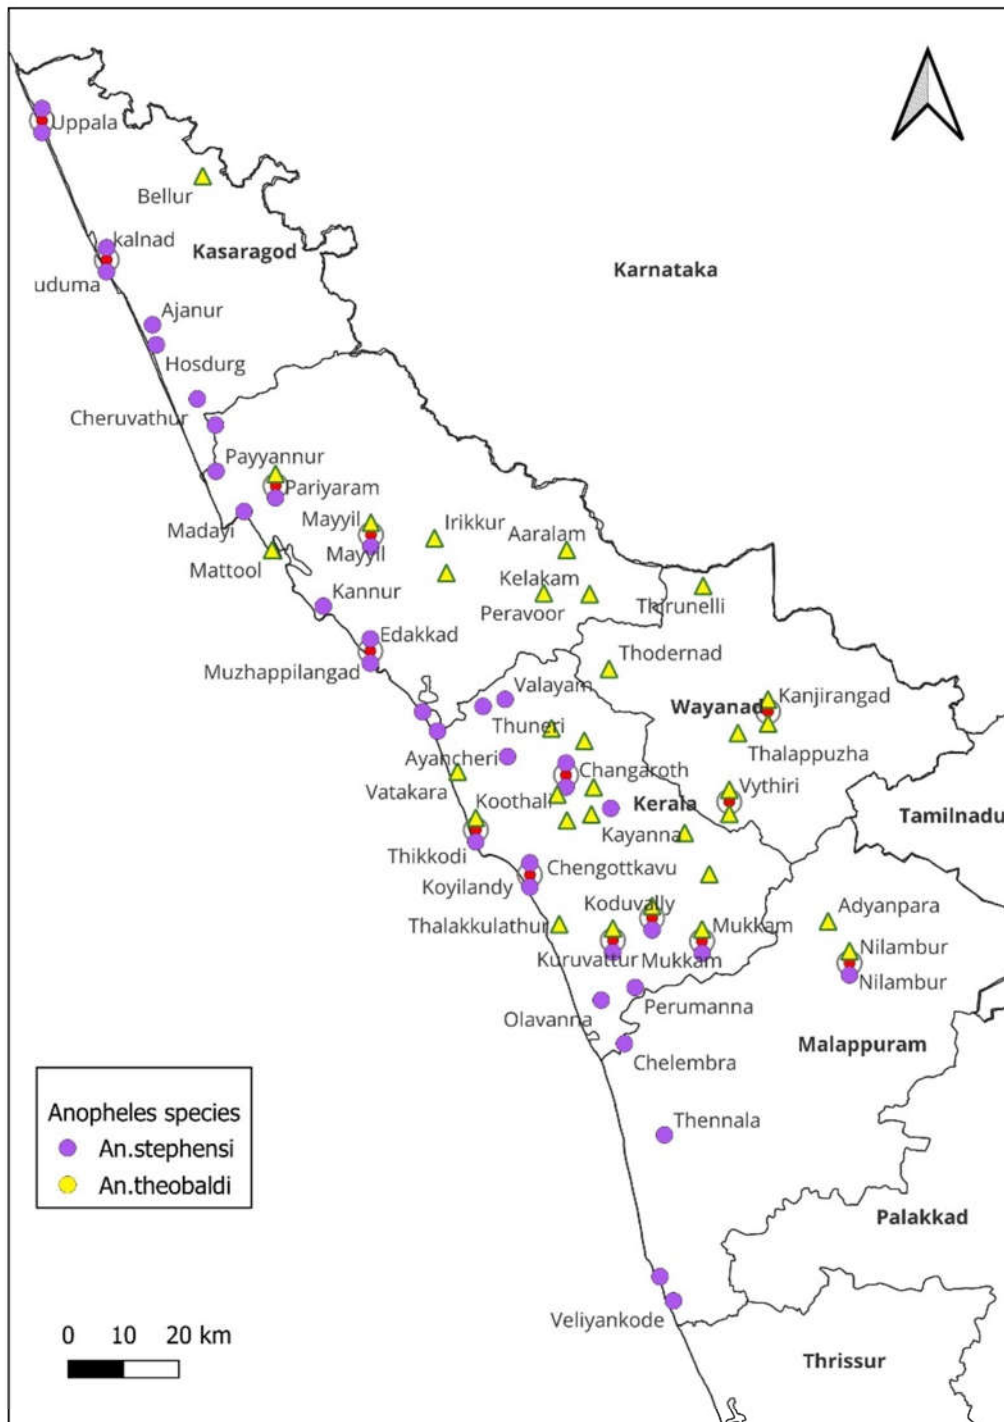 Uppala
Bellur
kalnad
Kasaragod
Karnataka
uduma
Ajanur
Hosdurg
Cheruvathur
Payyannur
Pariyaram
Mayyil
Irikkur
Aaralam
Madayi
Mayyil
Mattool
Kelakam
Kannur
Peravoor
Thirunelli
Edakkad
Muzhappilangad
Thodernad
Valayam
Kanjirangad
Wayanad
Thuneri
Ayancheri
Thalappuzha
Changaroth
Vatakara
Koothali
Vythiri
Kerala
Tamilnadu
Kayanna
Thikkodi
Chengottkavu
Koyilandy
Koduvally
Adyanpara
Thalakkulathur
Mukkam
Nilambur
Kuruvattur
Mukkam
Nilambur
Perumanna
Olavanna
Malappuram
Chelembra
Thennala
Anopheles species
An.stephensi
An.theobaldi
Palakkad
Veliyankode
0 10 20 km
Thrissur